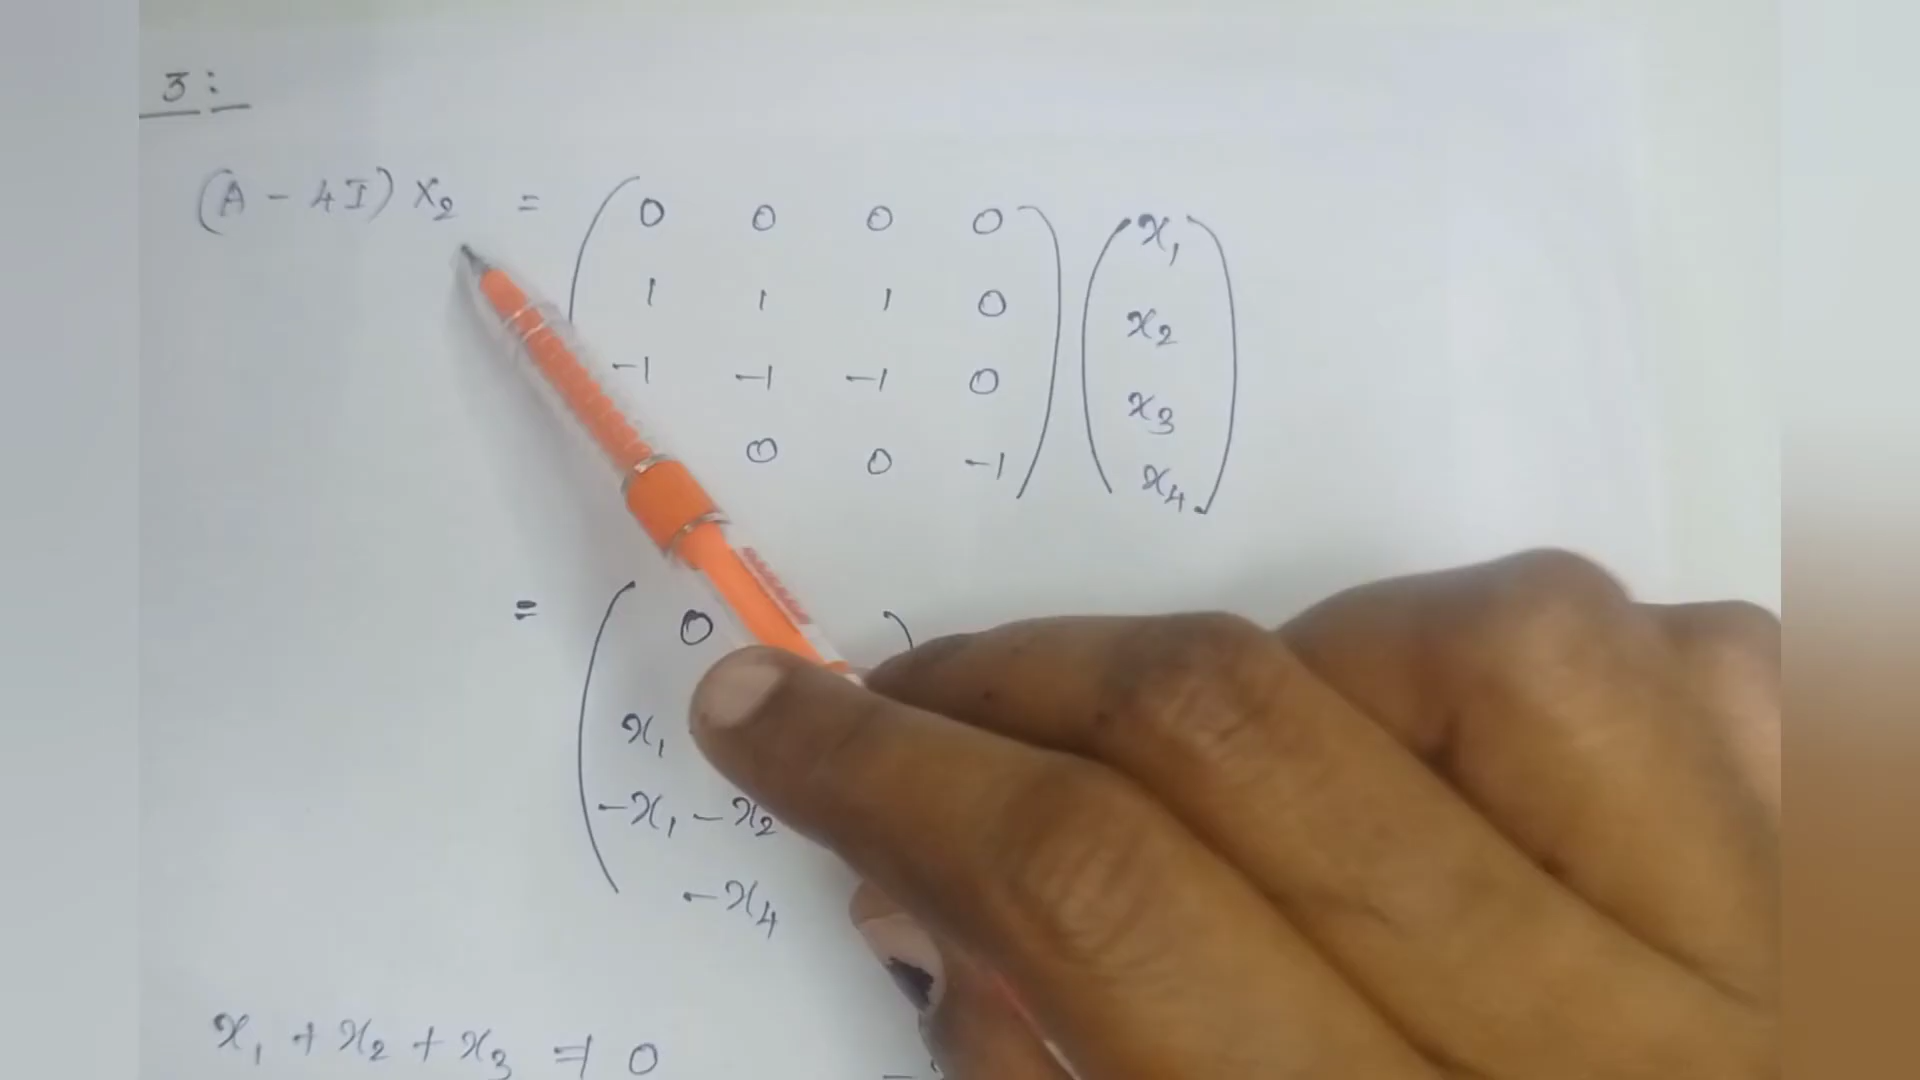 3:
(A - 4I) X₂ = ( 0 0 0 0 ) ( x₁ )
1 1 1 0 x₂
-1 -1 -1 0 x₃
0 0 -1 x₄
= ( 0 )
x₁
-x₁ - x₂
-x₄
x₁ + x₂ + x₃ ≠ 0